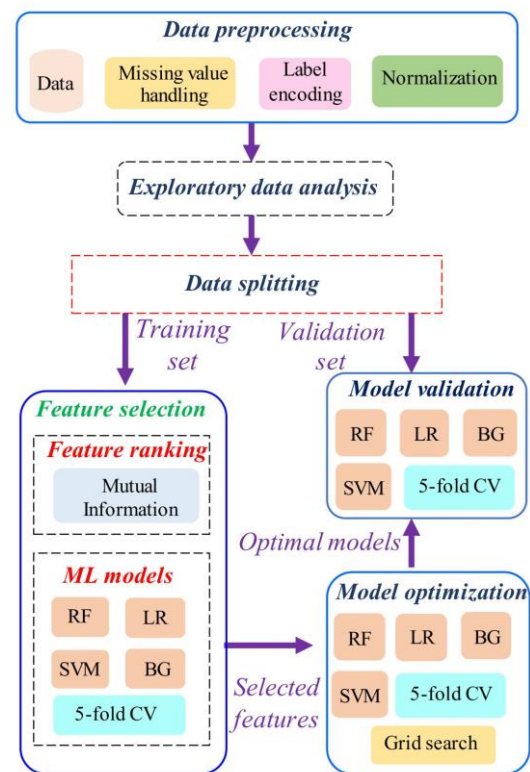 Data preprocessing
Data
Missing value
handling
Label
encoding
Normalization
Exploratory data analysis
Data splitting
Training
set
Validation
set
Feature selection
Feature ranking
Mutual
Information
ML models
RF
LR
SVM
BG
5-fold CV
Model validation
RF
LR
BG
SVM
5-fold CV
Optimal models
Selected
features
Model optimization
RF
LR
BG
SVM
5-fold CV
Grid search